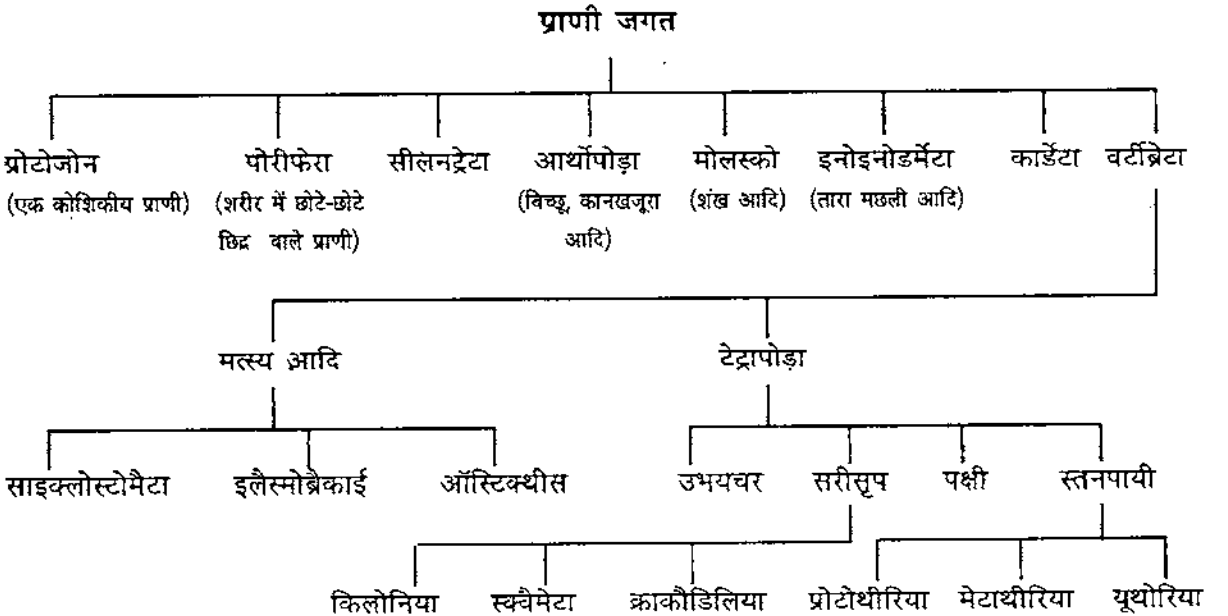 प्राणी जगत
प्रोटोजोन पोरीफेरा सीलनट्रेटा आर्थोपोड़ा मोलस्को इनोइनोडर्मेटा कार्डेटा वर्टीब्रेटा
(एक कोशिकीय प्राणी) (शरीर में छोटे-छोटे (विच्छू, कानखजूरा (शंख आदि) (तारा मछली आदि)
छिद्र वाले प्राणी) आदि)
मत्स्य आदि टेट्रापोड़ा
साइक्लोस्टोमैटा इलैस्मोब्रैकाई ऑस्टिक्थीस उभयचर सरीसृप पक्षी स्तनपायी
किलोनिया स्क्वैमेटा क्राकौडिलिया प्रोटोथीरिया मेटाथीरिया यूथोरिया